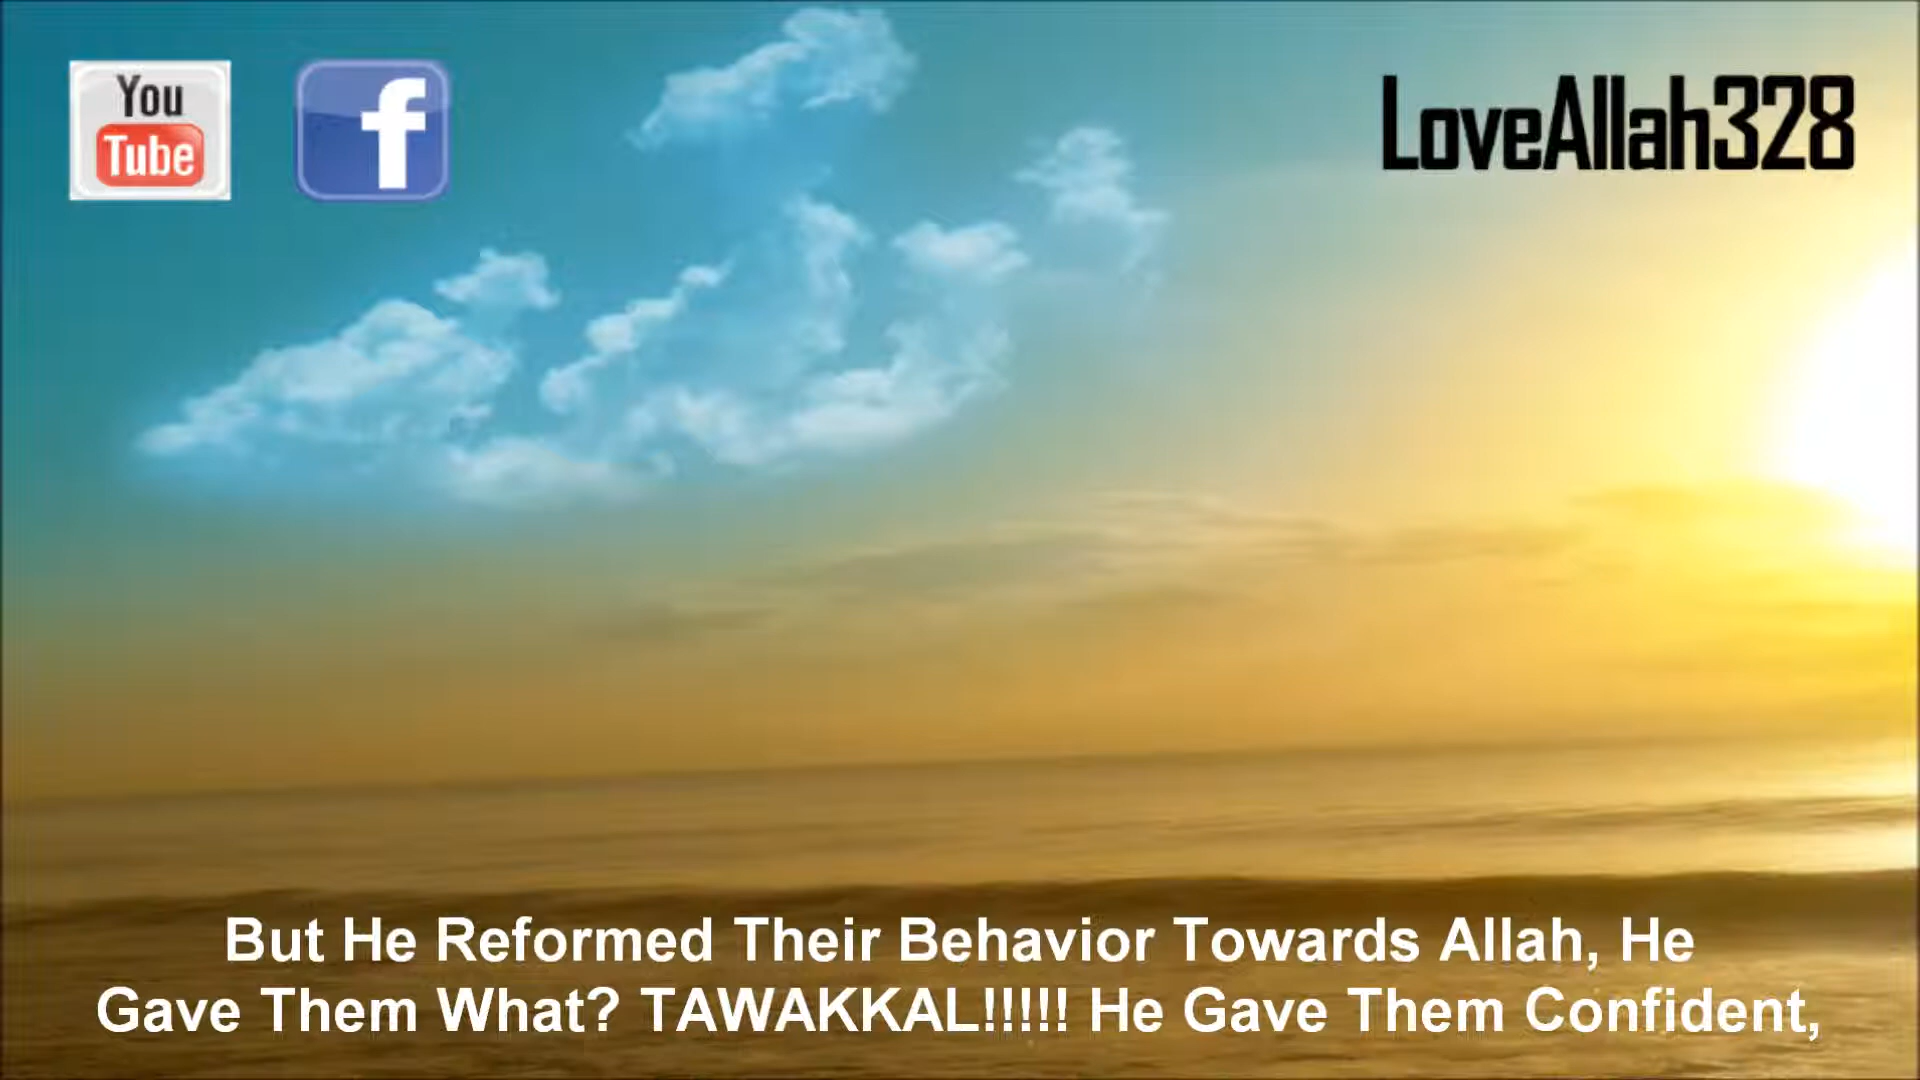 You
Tube
f
LoveAllah328
But He Reformed Their Behavior Towards Allah, He
Gave Them What? TAWAKKAL!!!!! He Gave Them Confident,